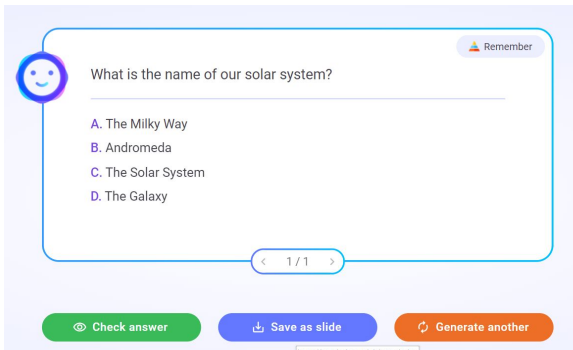 Remember
What is the name of our solar system?
A. The Milky Way
B. Andromeda
C. The Solar System
D. The Galaxy
< 1 / 1 >
Check answer
Save as slide
Generate another